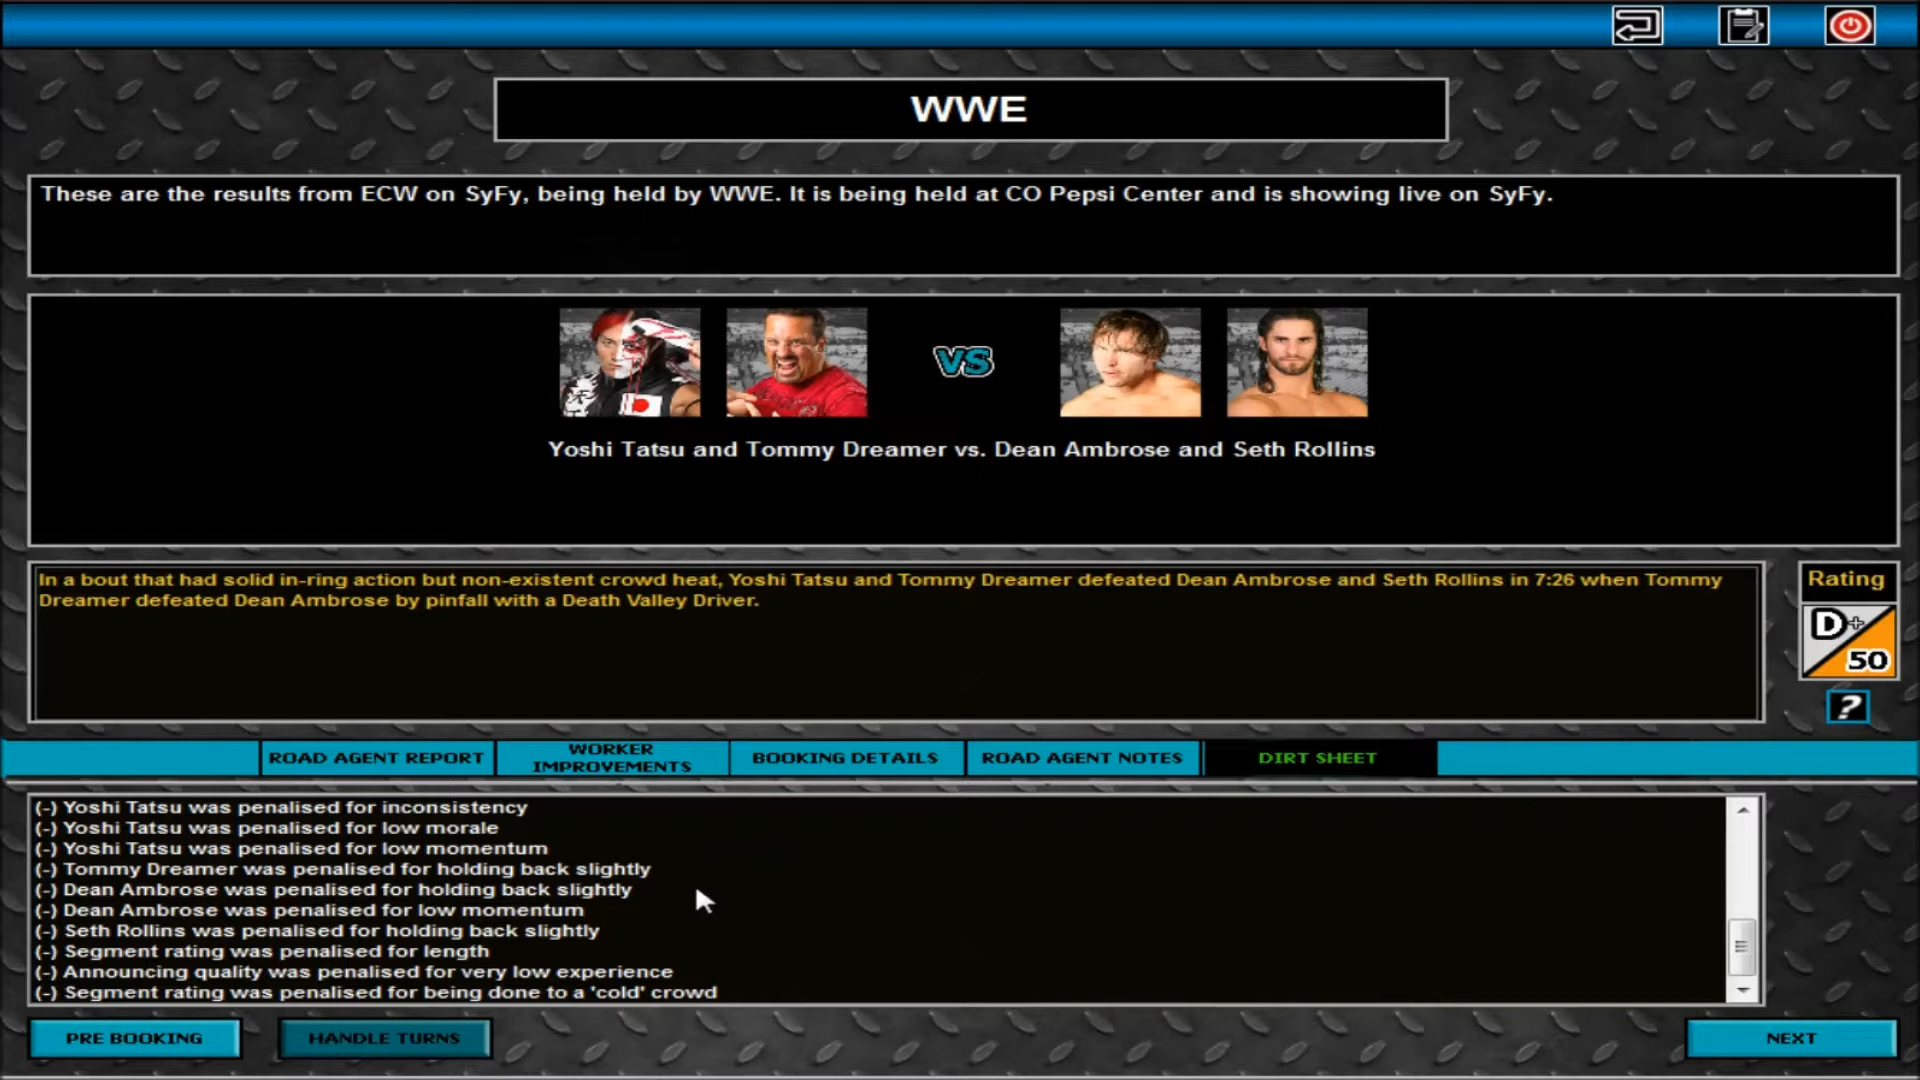 WWE
These are the results from ECW on SyFy, being held by WWE. It is being held at CO Pepsi Center and is showing live on SyFy.
VS
Yoshi Tatsu and Tommy Dreamer vs. Dean Ambrose and Seth Rollins
In a bout that had solid in-ring action but non-existent crowd heat, Yoshi Tatsu and Tommy Dreamer defeated Dean Ambrose and Seth Rollins in 7:26 when Tommy
Dreamer defeated Dean Ambrose by pinfall with a Death Valley Driver.
Rating
D+
50
?
ROAD AGENT REPORT
WORKER
IMPROVEMENTS
BOOKING DETAILS
ROAD AGENT NOTES
DIRT SHEET
(-) Yoshi Tatsu was penalised for inconsistency
(-) Yoshi Tatsu was penalised for low morale
(-) Yoshi Tatsu was penalised for low momentum
(-) Tommy Dreamer was penalised for holding back slightly
(-) Dean Ambrose was penalised for holding back slightly
(-) Dean Ambrose was penalised for low momentum
(-) Seth Rollins was penalised for holding back slightly
(-) Segment rating was penalised for length
(-) Announcing quality was penalised for very low experience
(-) Segment rating was penalised for being done to a 'cold' crowd
PRE BOOKING
HANDLE TURNS
NEXT